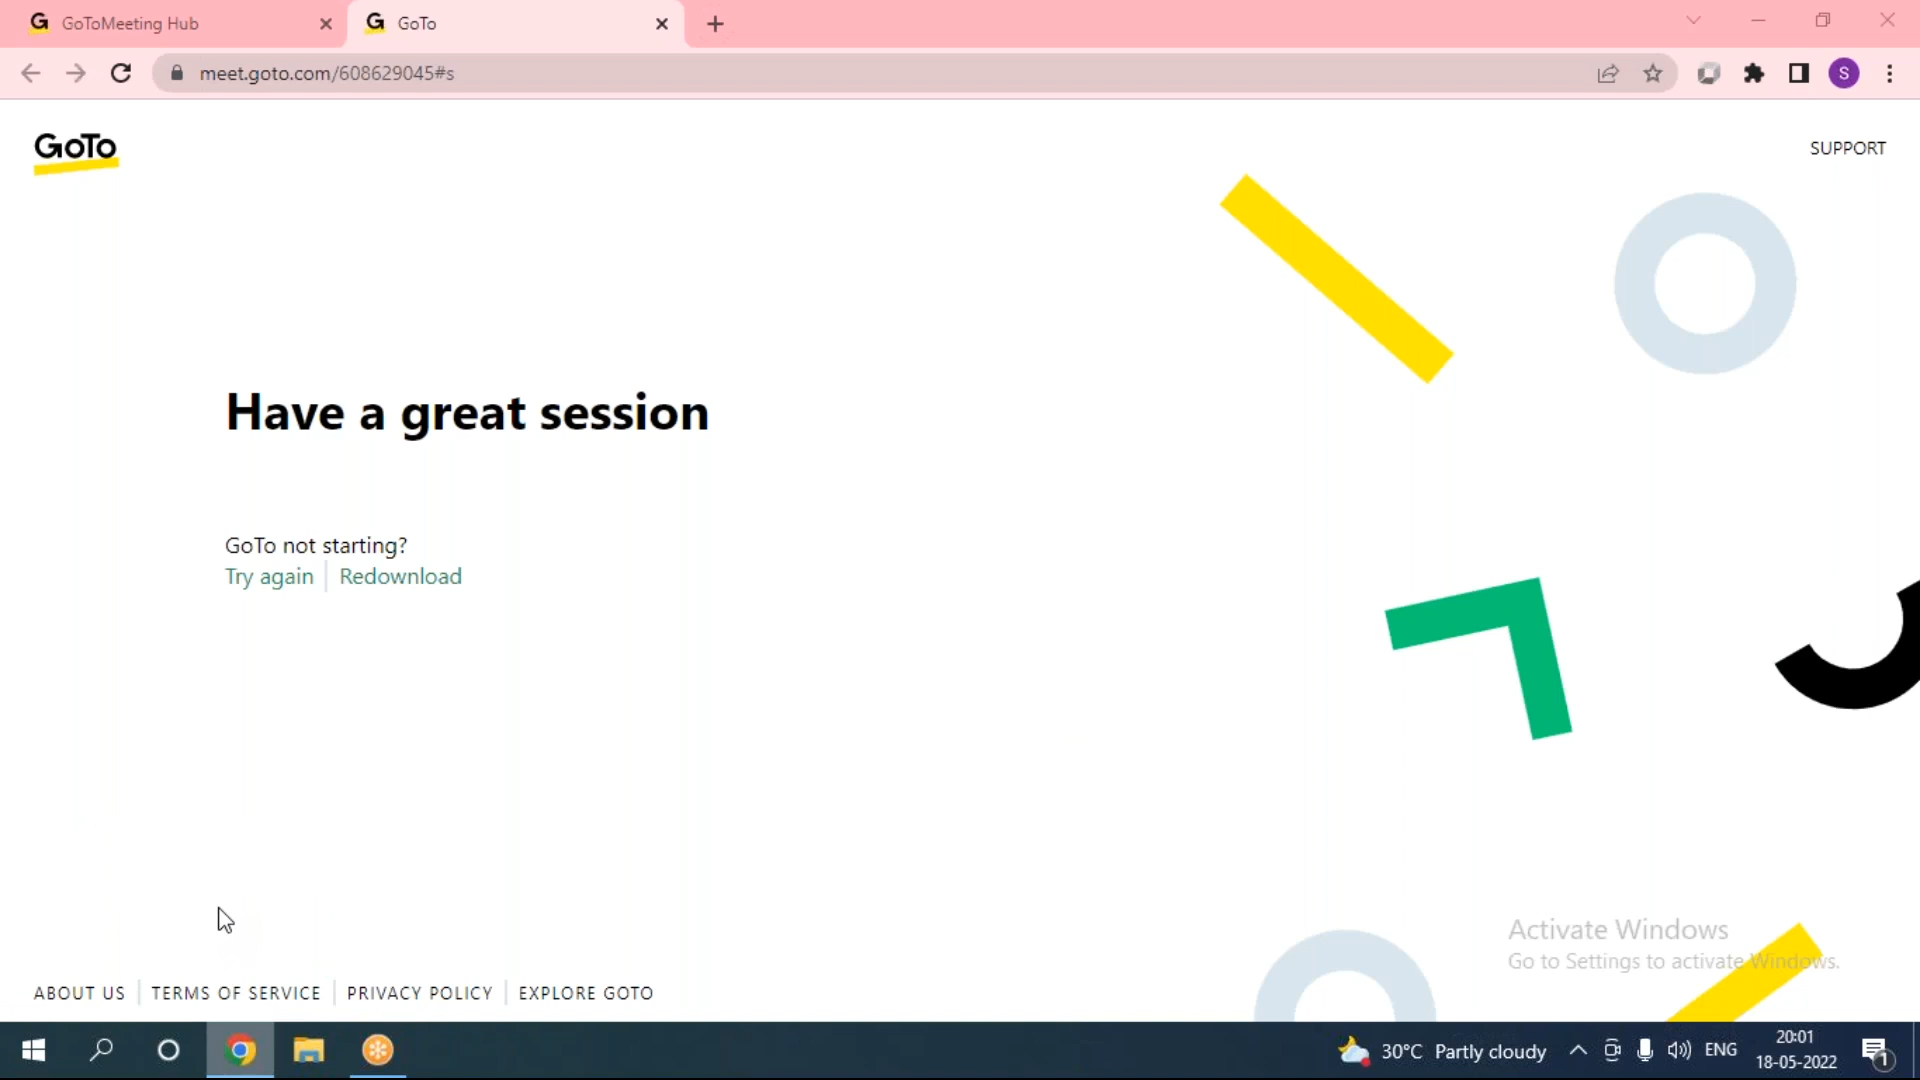 GoToMeeting Hub
GoTo
meet.goto.com/608629045#s
S
GoTo
SUPPORT
Have a great session
GoTo not starting?
Try again
Redownload
Activate Windows
Go to Settings to activate Windows.
ABOUT US
TERMS OF SERVICE
PRIVACY POLICY
EXPLORE GOTO
30°C Partly cloudy
ENG
20:01
18-05-2022
1